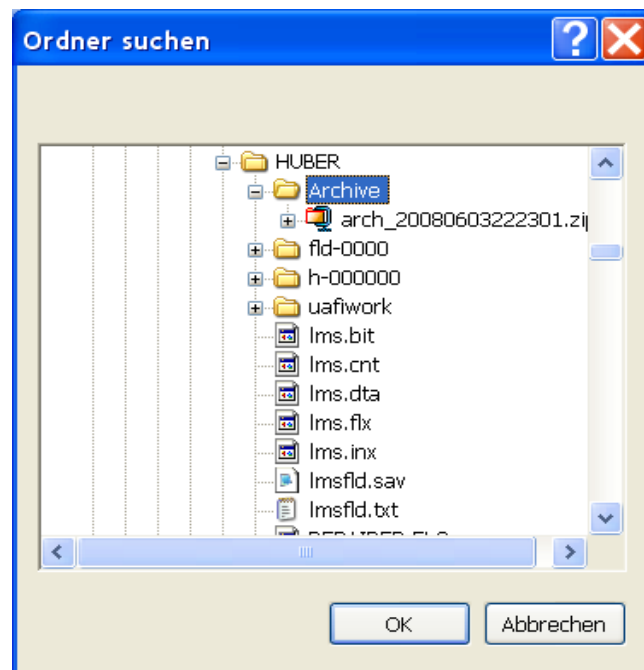 Ordner suchen
HUBER
Archive
arch_20080603222301.zip
fld-0000
h-000000
uafiwork
lms.bit
lms.cnt
lms.dta
lms.flx
lms.inx
lmsfld.sav
lmsfld.txt
OK Abbrechen